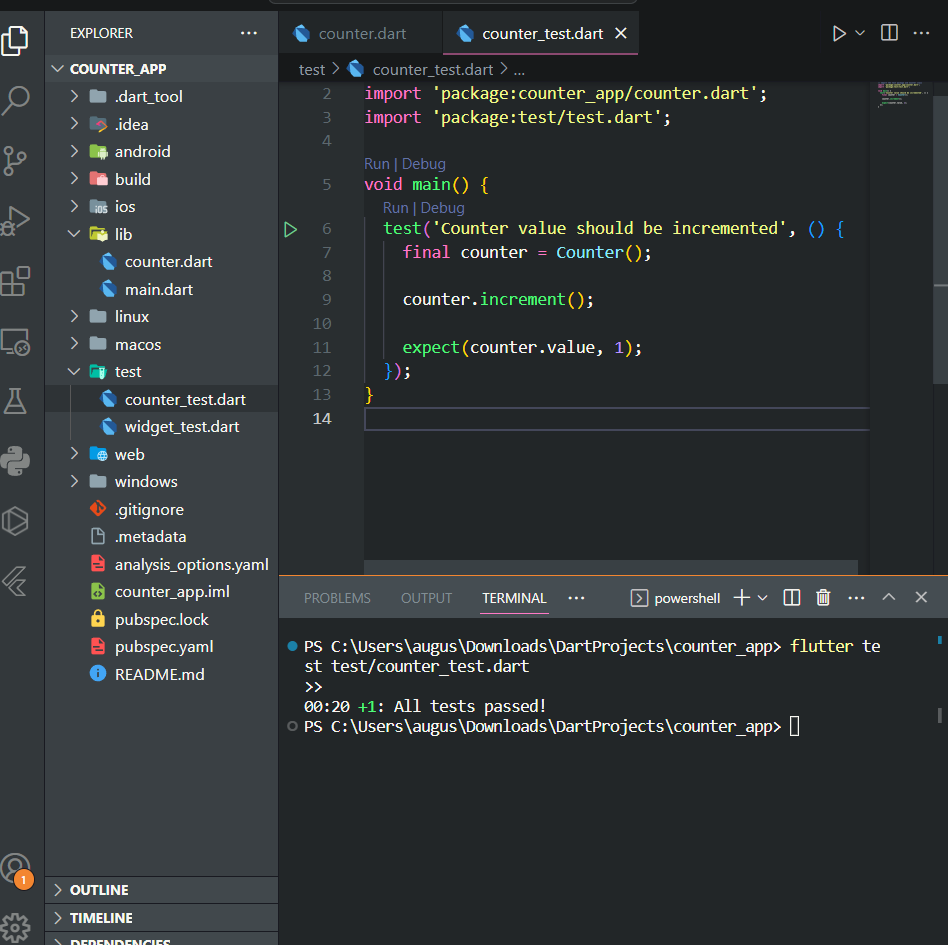 EXPLORER
COUNTER_APP
.dart_tool
.idea
android
build
ios
lib
counter.dart
main.dart
linux
macos
test
counter_test.dart
widget_test.dart
web
windows
.gitignore
.metadata
analysis_options.yaml
counter_app.iml
pubspec.lock
pubspec.yaml
README.md
1
OUTLINE
TIMELINE
DEPENDENCIES
counter.dart
counter_test.dart
test > counter_test.dart > ...
2 import 'package:counter_app/counter.dart';
3 import 'package:test/test.dart';
4
Run | Debug
5 void main() {
Run | Debug
6 test('Counter value should be incremented', () {
7 final counter = Counter();
8
9 counter.increment();
10
11 expect(counter.value, 1);
12 });
13 }
14
PROBLEMS OUTPUT TERMINAL ... powershell
PS C:\Users\augus\Downloads\DartProjects\counter_app> flutter te
st test/counter_test.dart
>>
00:20 +1: All tests passed!
PS C:\Users\augus\Downloads\DartProjects\counter_app>